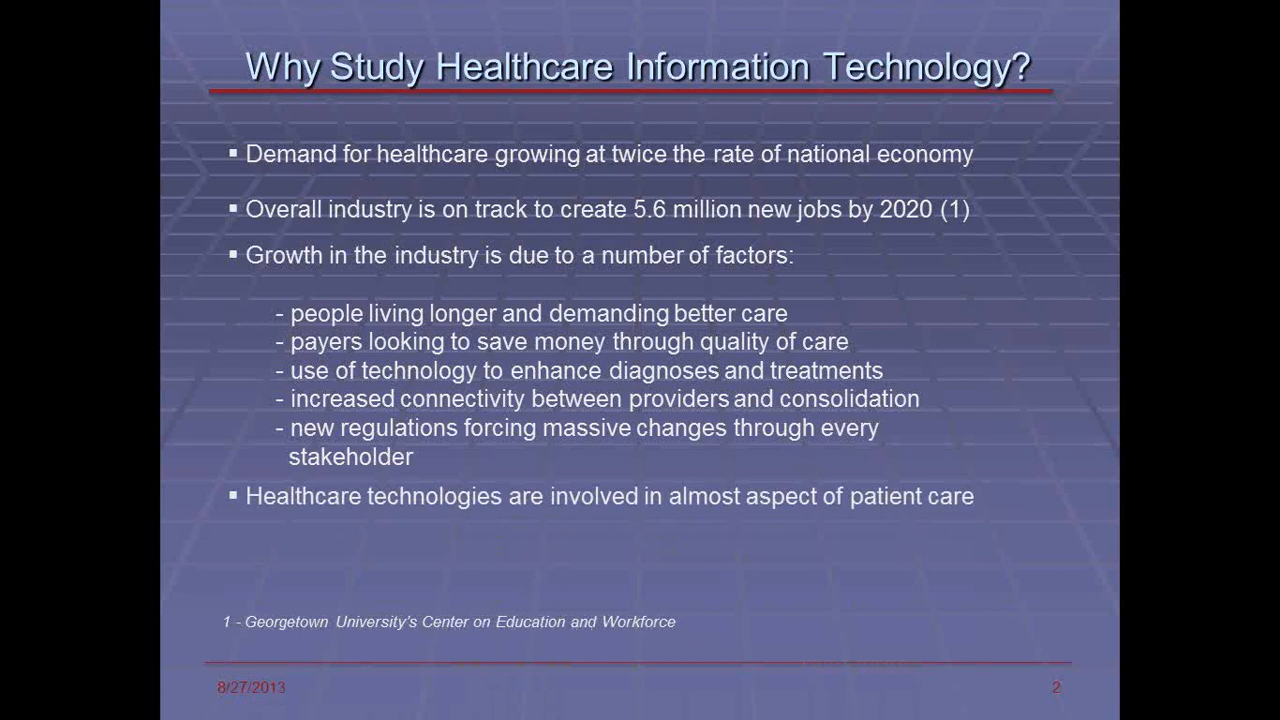 Why Study Healthcare Information Technology?
▪ Demand for healthcare growing at twice the rate of national economy
▪ Overall industry is on track to create 5.6 million new jobs by 2020 (1)
▪ Growth in the industry is due to a number of factors:
- people living longer and demanding better care
- payers looking to save money through quality of care
- use of technology to enhance diagnoses and treatments
- increased connectivity between providers and consolidation
- new regulations forcing massive changes through every
stakeholder
▪ Healthcare technologies are involved in almost aspect of patient care
1 - Georgetown University's Center on Education and Workforce
8/27/2013
2